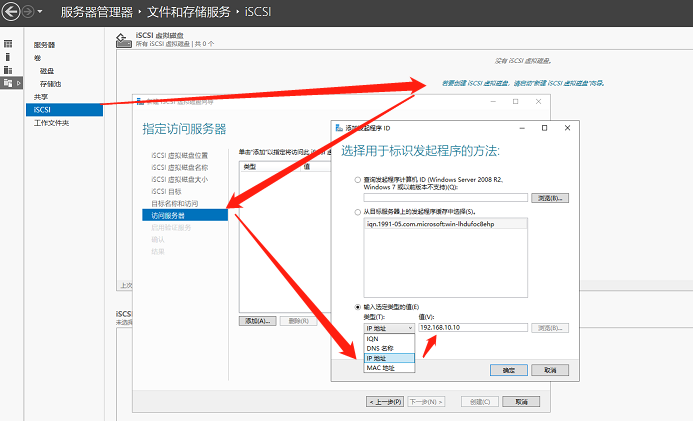 服务器管理器 · 文件和存储服务 · iSCSI
服务器
卷
磁盘
存储池
共享
iSCSI
工作文件夹
iSCSI 虚拟磁盘
所有 iSCSI 虚拟磁盘 | 共 0 个
没有 iSCSI 虚拟磁盘。
若要创建 iSCSI 虚拟磁盘，请启动"新建 iSCSI 虚拟磁盘"向导。
上次
iSC
未选择
iSCSI 虚拟磁盘向导
指定访问服务器
iSCSI 虚拟磁盘位置
iSCSI 虚拟磁盘名称
iSCSI 虚拟磁盘大小
iSCSI 目标
目标名称和访问
访问服务器
启用验证服务
确认
结果
单击"添加"以指定将访问此
类型 值
添加(A)... 删除(R)
< 上一步(P) 下一步(N) > 创建(C) 取消
添加发起程序 ID
选择用于标识发起程序的方法:
查询发起程序计算机 ID (Windows Server 2008 R2,
Windows 7 或以前版本不支持)(Q):
浏览(B)...
从目标服务器上的发起程序缓存中选择(S)。
iqn.1991-05.com.microsoft:win-lhdufoc8ehp
输入选定类型的值(E)
类型(T): 值(V):
IP 地址 192.168.10.10 浏览(B)...
IQN
DNS 名称
IP 地址
MAC 地址
确定 取消